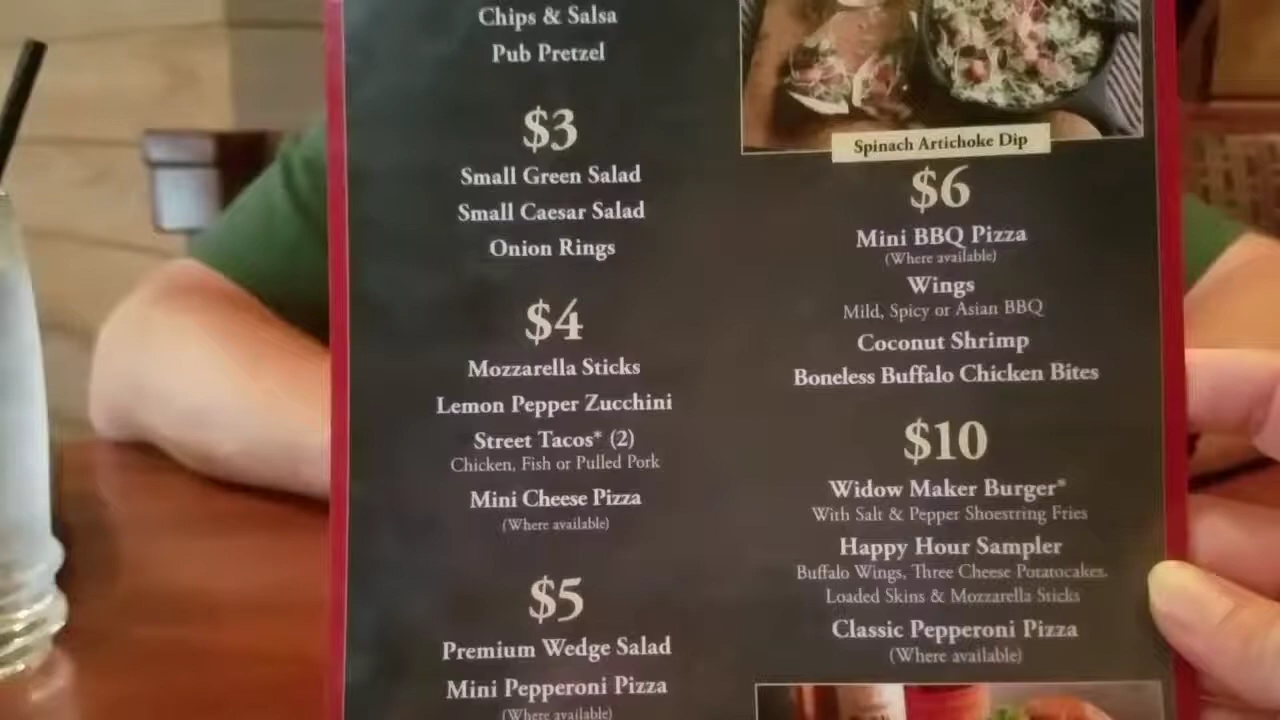 Chips & Salsa
Pub Pretzel
$3
Small Green Salad
Small Caesar Salad
Onion Rings
$4
Mozzarella Sticks
Lemon Pepper Zucchini
Street Tacos* (2)
Chicken, Fish or Pulled Pork
Mini Cheese Pizza
(Where available)
$5
Premium Wedge Salad
Mini Pepperoni Pizza
(Where available)
Spinach Artichoke Dip
$6
Mini BBQ Pizza
(Where available)
Wings
Mild, Spicy or Asian BBQ
Coconut Shrimp
Boneless Buffalo Chicken Bites
$10
Widow Maker Burger*
With Salt & Pepper Shoestring Fries
Happy Hour Sampler
Buffalo Wings, Three Cheese Potatocakes,
Loaded Skins & Mozzarella Sticks
Classic Pepperoni Pizza
(Where available)